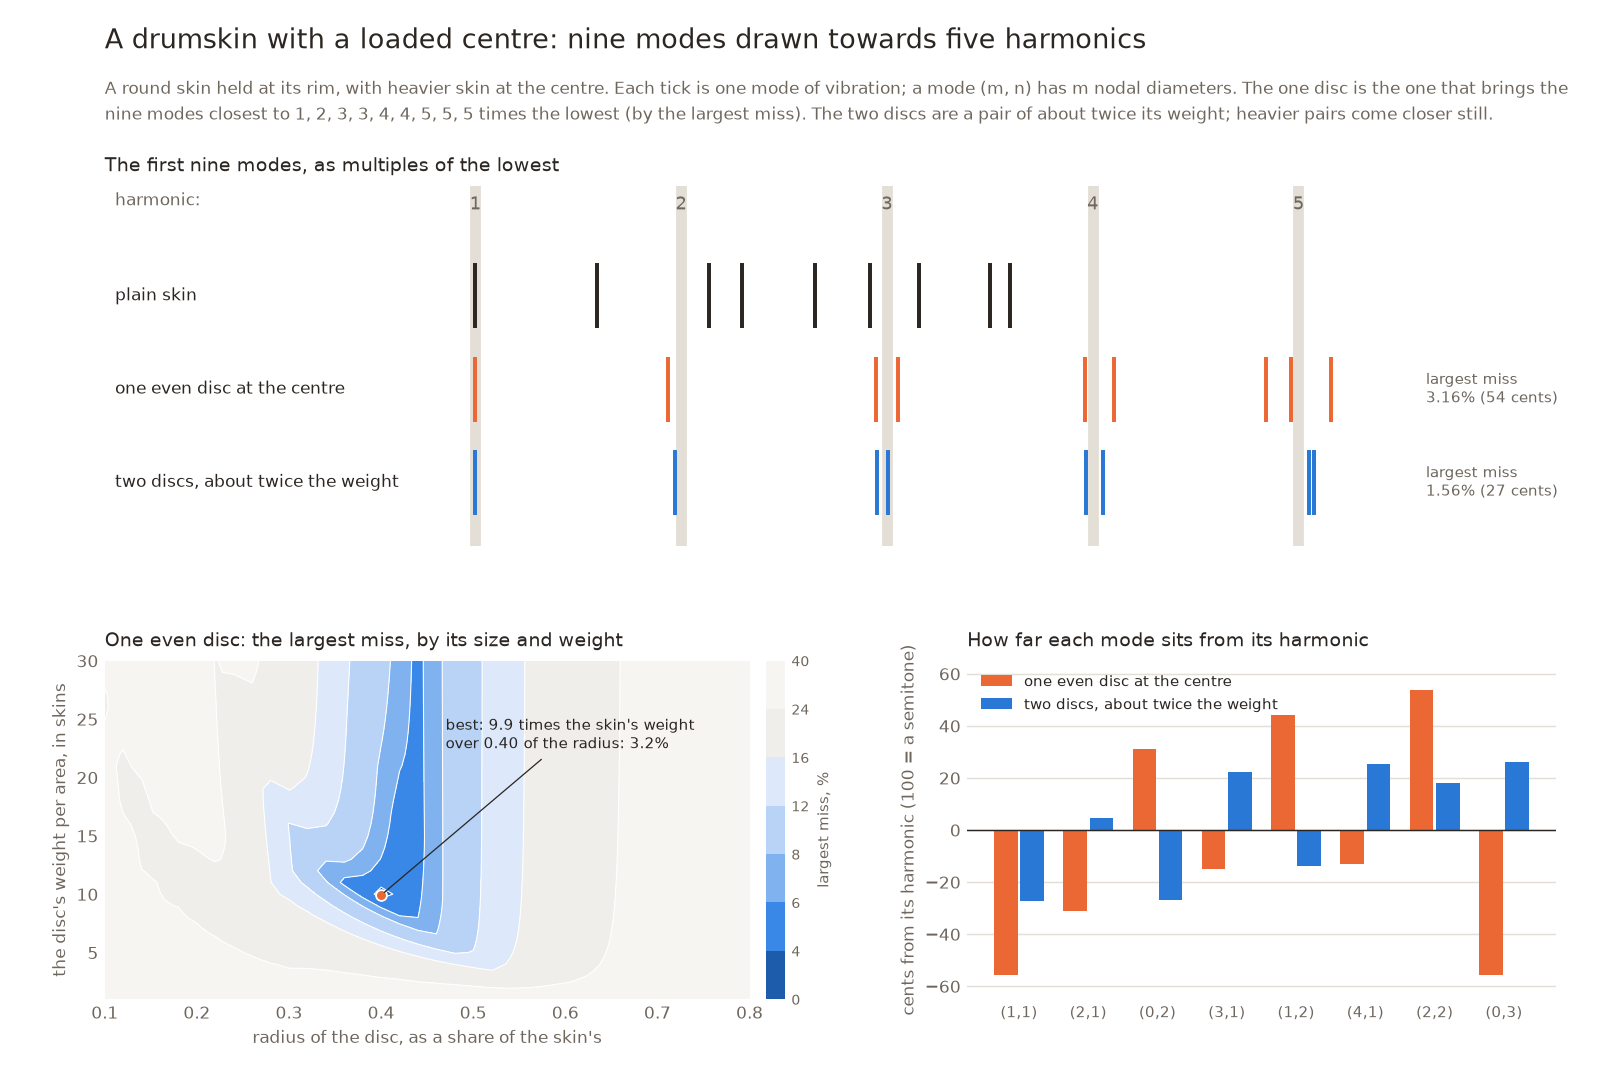 A drumskin with a loaded centre: nine modes drawn towards five harmonics
A round skin held at its rim, with heavier skin at the centre. Each tick is one mode of vibration; a mode (m, n) has m nodal diameters. The one disc is the one that brings the
nine modes closest to 1, 2, 3, 3, 4, 4, 5, 5, 5 times the lowest (by the largest miss). The two discs are a pair of about twice its weight; heavier pairs come closer still.
The first nine modes, as multiples of the lowest
harmonic:
1 2 3 4 5
plain skin
one even disc at the centre
largest miss
3.16% (54 cents)
two discs, about twice the weight
largest miss
1.56% (27 cents)
One even disc: the largest miss, by its size and weight
the disc's weight per area, in skins
30
25
20
15
10
5
best: 9.9 times the skin's weight
over 0.40 of the radius: 3.2%
0.1 0.2 0.3 0.4 0.5 0.6 0.7 0.8
radius of the disc, as a share of the skin's
40
24
16
12
8
6
4
0
largest miss, %
How far each mode sits from its harmonic
cents from its harmonic (100 = a semitone)
60
40
20
0
−20
−40
−60
one even disc at the centre
two discs, about twice the weight
(1,1) (2,1) (0,2) (3,1) (1,2) (4,1) (2,2) (0,3)